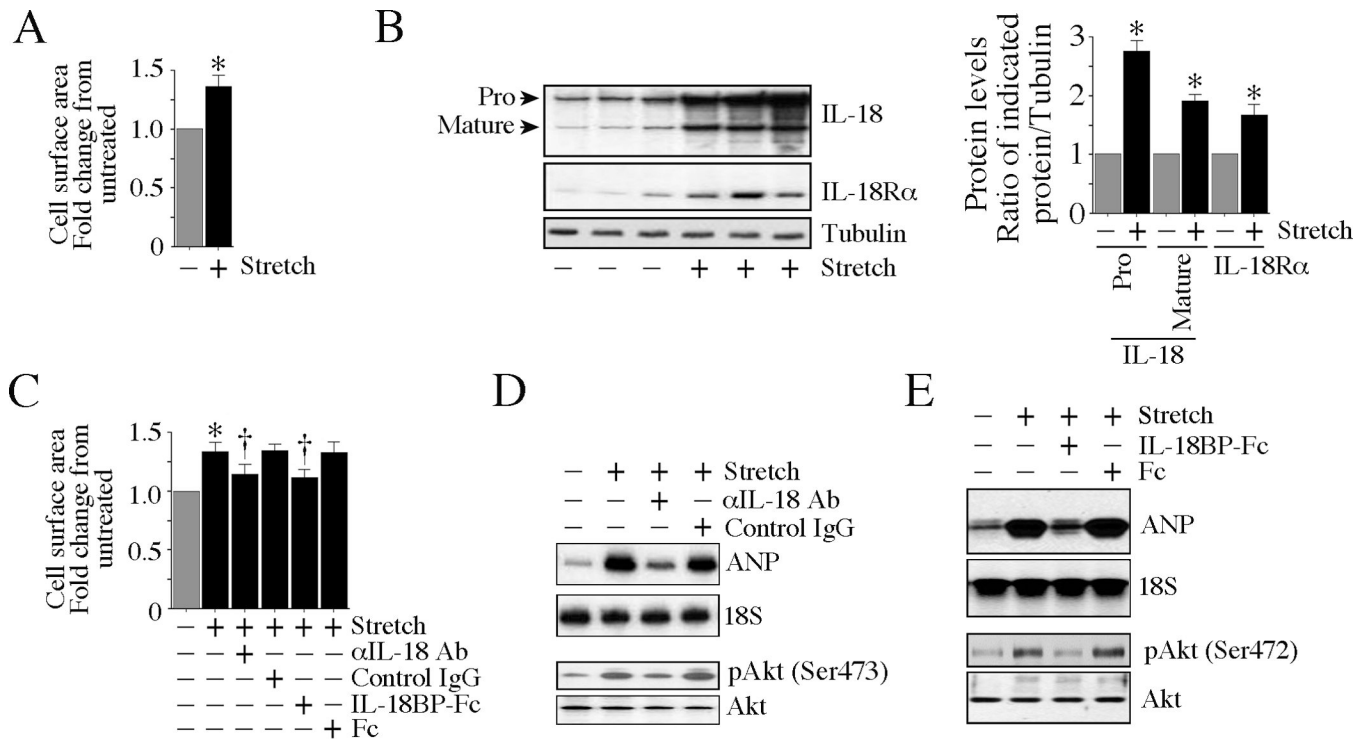 A
Cell surface area
Fold change from
untreated
1.5
1.0
0.5
0
*
− + Stretch
B
Pro
Mature
IL-18
IL-18Rα
Tubulin
− − − + + + Stretch
Protein levels
Ratio of indicated
protein/Tubulin
3
2
1
0
* * *
− + − + − + Stretch
Pro
Mature
IL-18Rα
IL-18
C
Cell surface area
Fold change from
untreated
1.5
1.0
0.5
0
* † †
− + + + + + Stretch
− − + − − − αIL-18 Ab
− − − + − − Control IgG
− − − − + − IL-18BP-Fc
− − − − − + Fc
D
− + + + Stretch
− − + − αIL-18 Ab
− − − + Control IgG
ANP
18S
pAkt (Ser473)
Akt
E
− + + + Stretch
− − + − IL-18BP-Fc
− − − + Fc
ANP
18S
pAkt (Ser472)
Akt